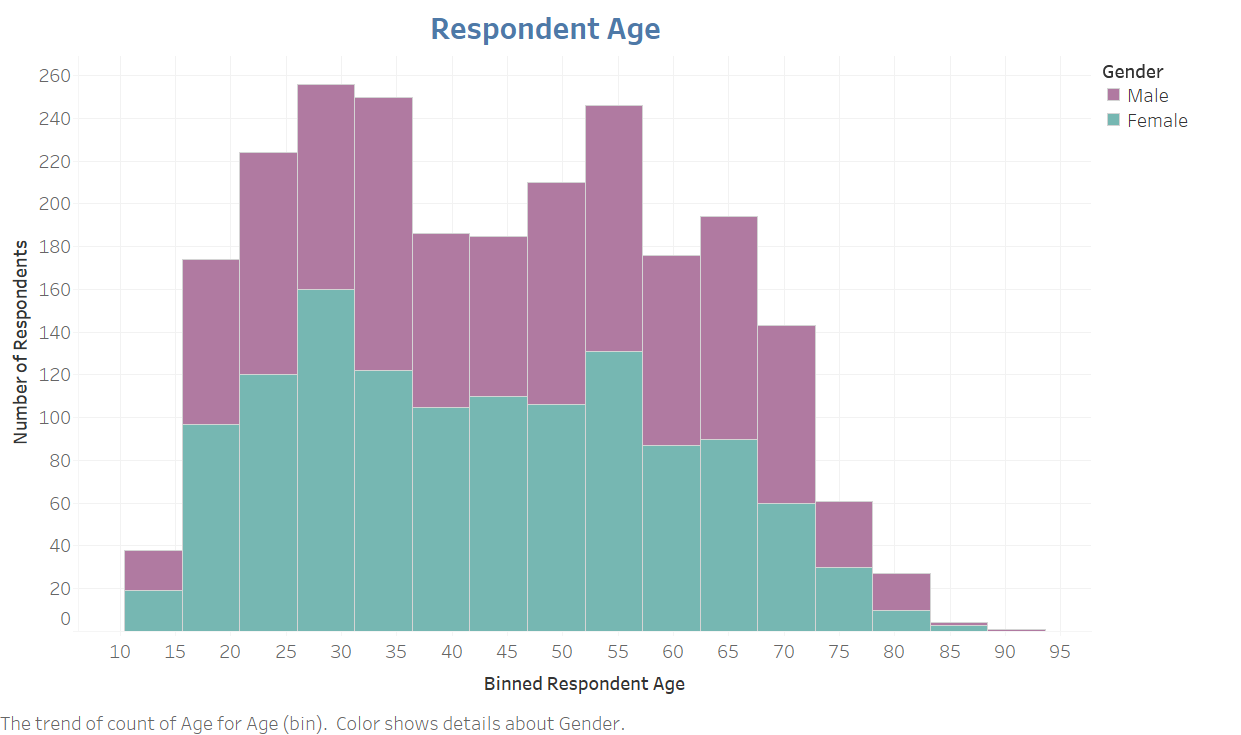 Respondent Age
Gender
Male
Female
Number of Respondents
260
240
220
200
180
160
140
120
100
80
60
40
20
0
10 15 20 25 30 35 40 45 50 55 60 65 70 75 80 85 90 95
Binned Respondent Age
The trend of count of Age for Age (bin). Color shows details about Gender.